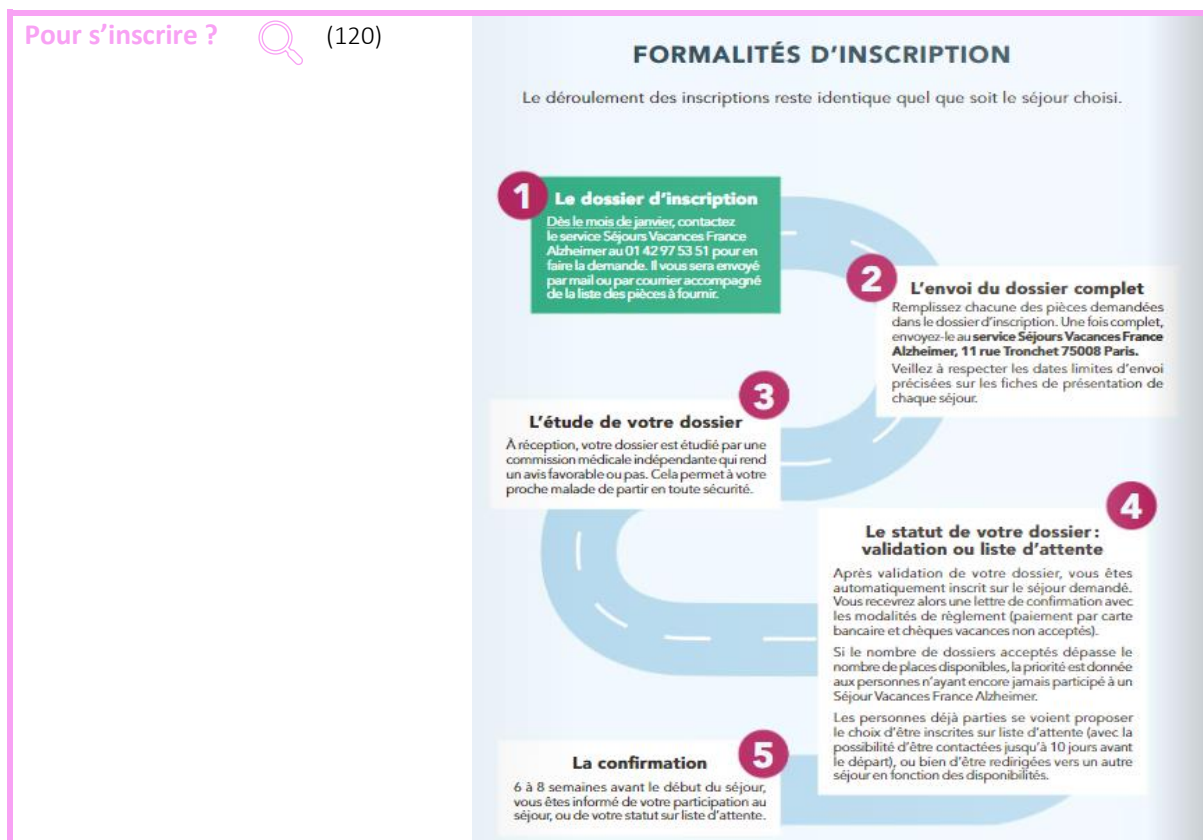 Pour s’inscrire ?
(120)
FORMALITÉS D’INSCRIPTION
Le déroulement des inscriptions reste identique quel que soit le séjour choisi.
1
Le dossier d’inscription
Dès le mois de janvier, contactez
le service Séjours Vacances France
Alzheimer au 01 42 97 53 51 pour en
faire la demande. Il vous sera envoyé
par mail ou par courrier accompagné
de la liste des pièces à fournir.
2
L’envoi du dossier complet
Remplissez chacune des pièces demandées
dans le dossier d’inscription. Une fois complet,
envoyez-le au service Séjours Vacances France
Alzheimer, 11 rue Tronchet 75008 Paris.
Veillez à respecter les dates limites d’envoi
précisées sur les fiches de présentation de
chaque séjour.
3
L’étude de votre dossier
À réception, votre dossier est étudié par une
commission médicale indépendante qui rend
un avis favorable ou pas. Cela permet à votre
proche malade de partir en toute sécurité.
4
Le statut de votre dossier :
validation ou liste d’attente
Après validation de votre dossier, vous êtes
automatiquement inscrit sur le séjour demandé.
Vous recevrez alors une lettre de confirmation avec
les modalités de règlement (paiement par carte
bancaire et chèques vacances non acceptés).
Si le nombre de dossiers acceptés dépasse le
nombre de places disponibles, la priorité est donnée
aux personnes n’ayant encore jamais participé à un
Séjour Vacances France Alzheimer.
Les personnes déjà parties se voient proposer
le choix d’être inscrites sur liste d’attente (avec la
possibilité d’être contactées jusqu’à 10 jours avant
le départ), ou bien d’être redirigées vers un autre
séjour en fonction des disponibilités.
5
La confirmation
6 à 8 semaines avant le début du séjour,
vous êtes informé de votre participation au
séjour, ou de votre statut sur liste d’attente.